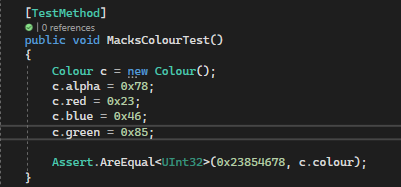 [TestMethod]
| 0 references
public void MacksColourTest()
{
Colour c = new Colour();
c.alpha = 0x78;
c.red = 0x23;
c.blue = 0x46;
c.green = 0x85;
Assert.AreEqual<UInt32>(0x23854678, c.colour);
}